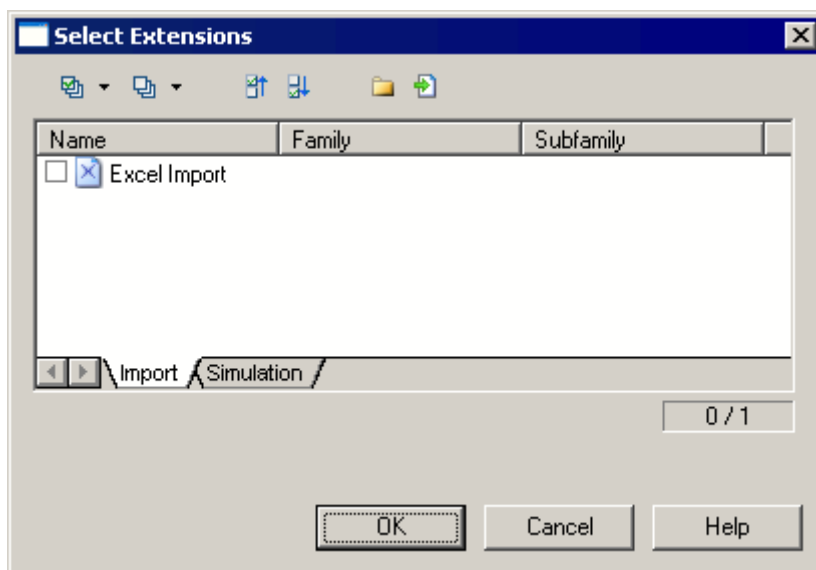 Select Extensions
Name Family Subfamily
Excel Import
Import Simulation
0 / 1
OK Cancel Help